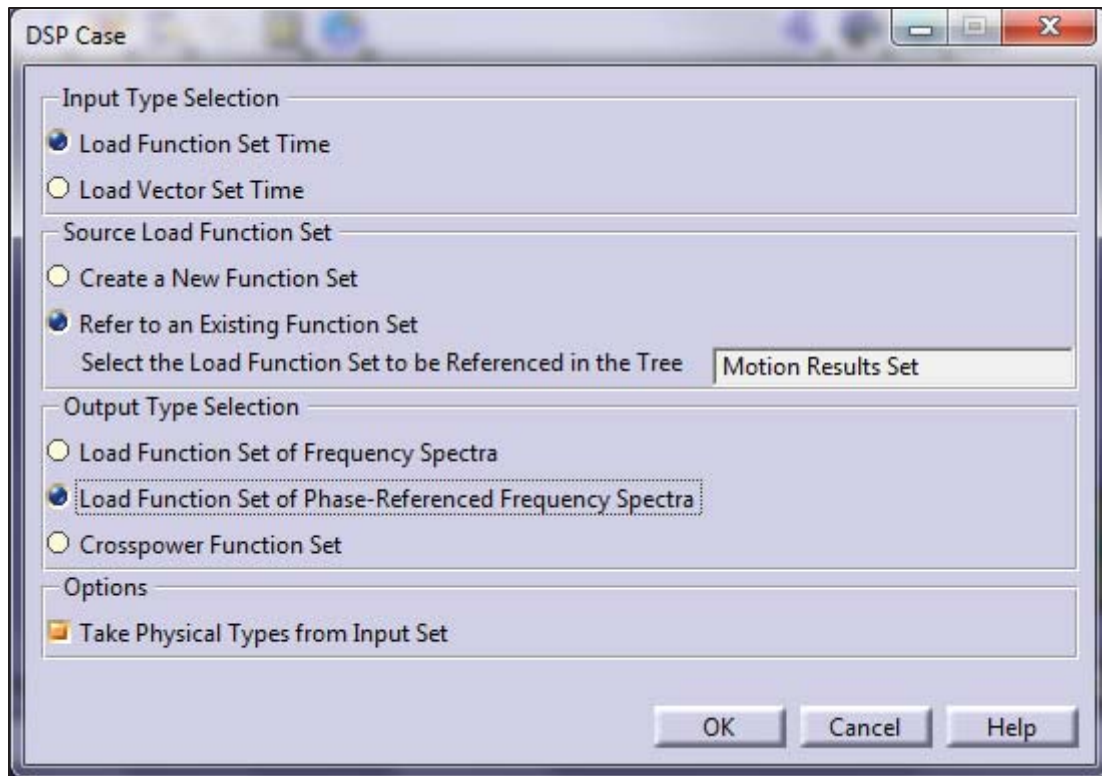 DSP Case
Input Type Selection
Load Function Set Time
Load Vector Set Time
Source Load Function Set
Create a New Function Set
Refer to an Existing Function Set
Select the Load Function Set to be Referenced in the Tree
Motion Results Set
Output Type Selection
Load Function Set of Frequency Spectra
Load Function Set of Phase-Referenced Frequency Spectra
Crosspower Function Set
Options
Take Physical Types from Input Set
OK
Cancel
Help